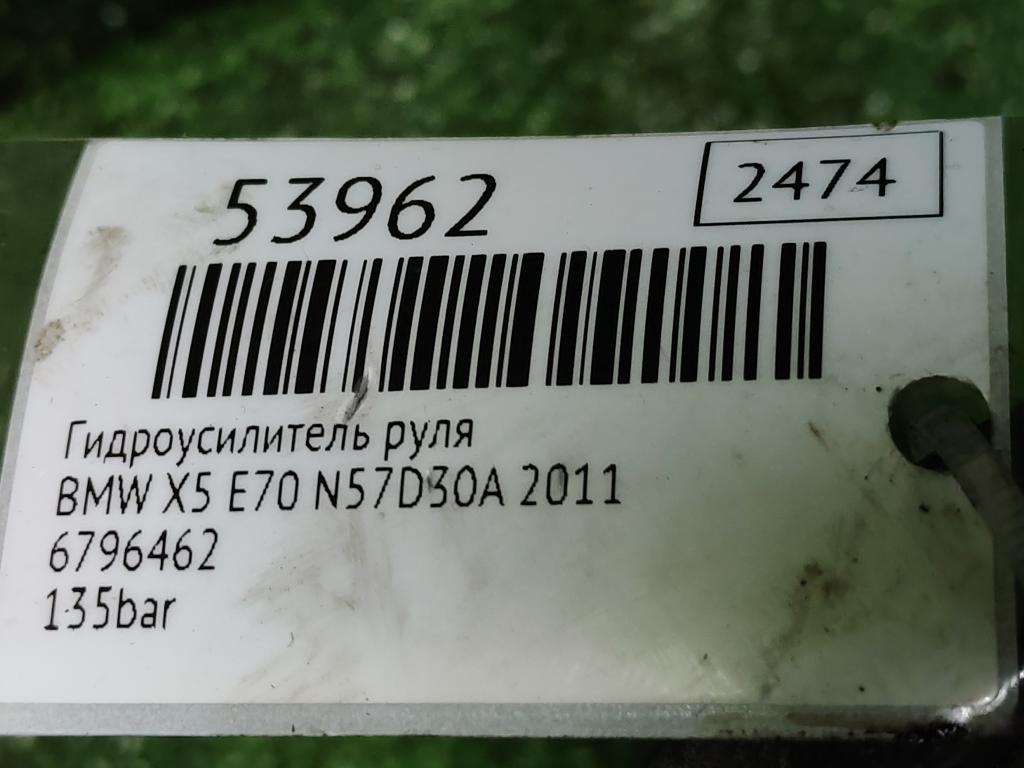 53962
2474
Гидроусилитель руля
BMW X5 E70 N57D30A 2011
6796462
135bar